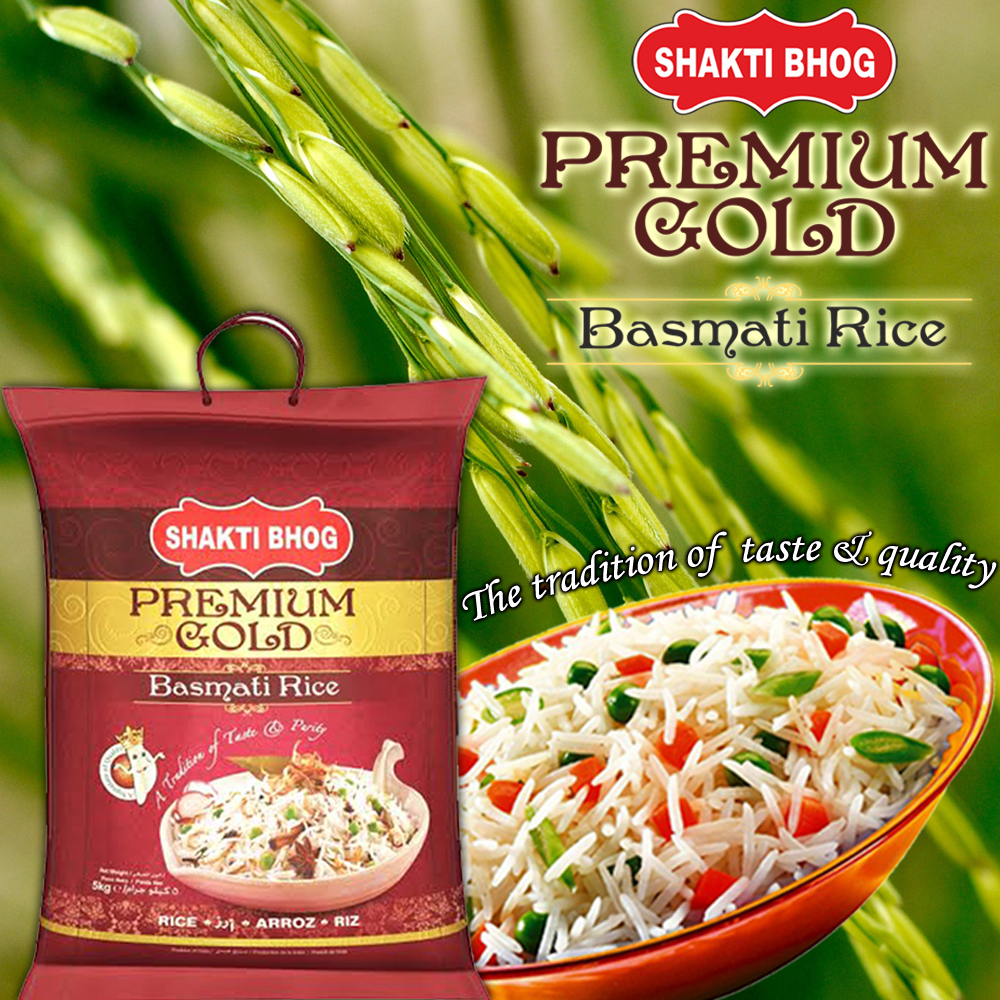 SHAKTI BHOG
PREMIUM
GOLD
Basmati Rice
The tradition of taste & quality
SHAKTI BHOG
PREMIUM
GOLD
Basmati Rice
A Tradition of Taste & Purity
5kg
RICE • أرز • ARROZ • RIZ